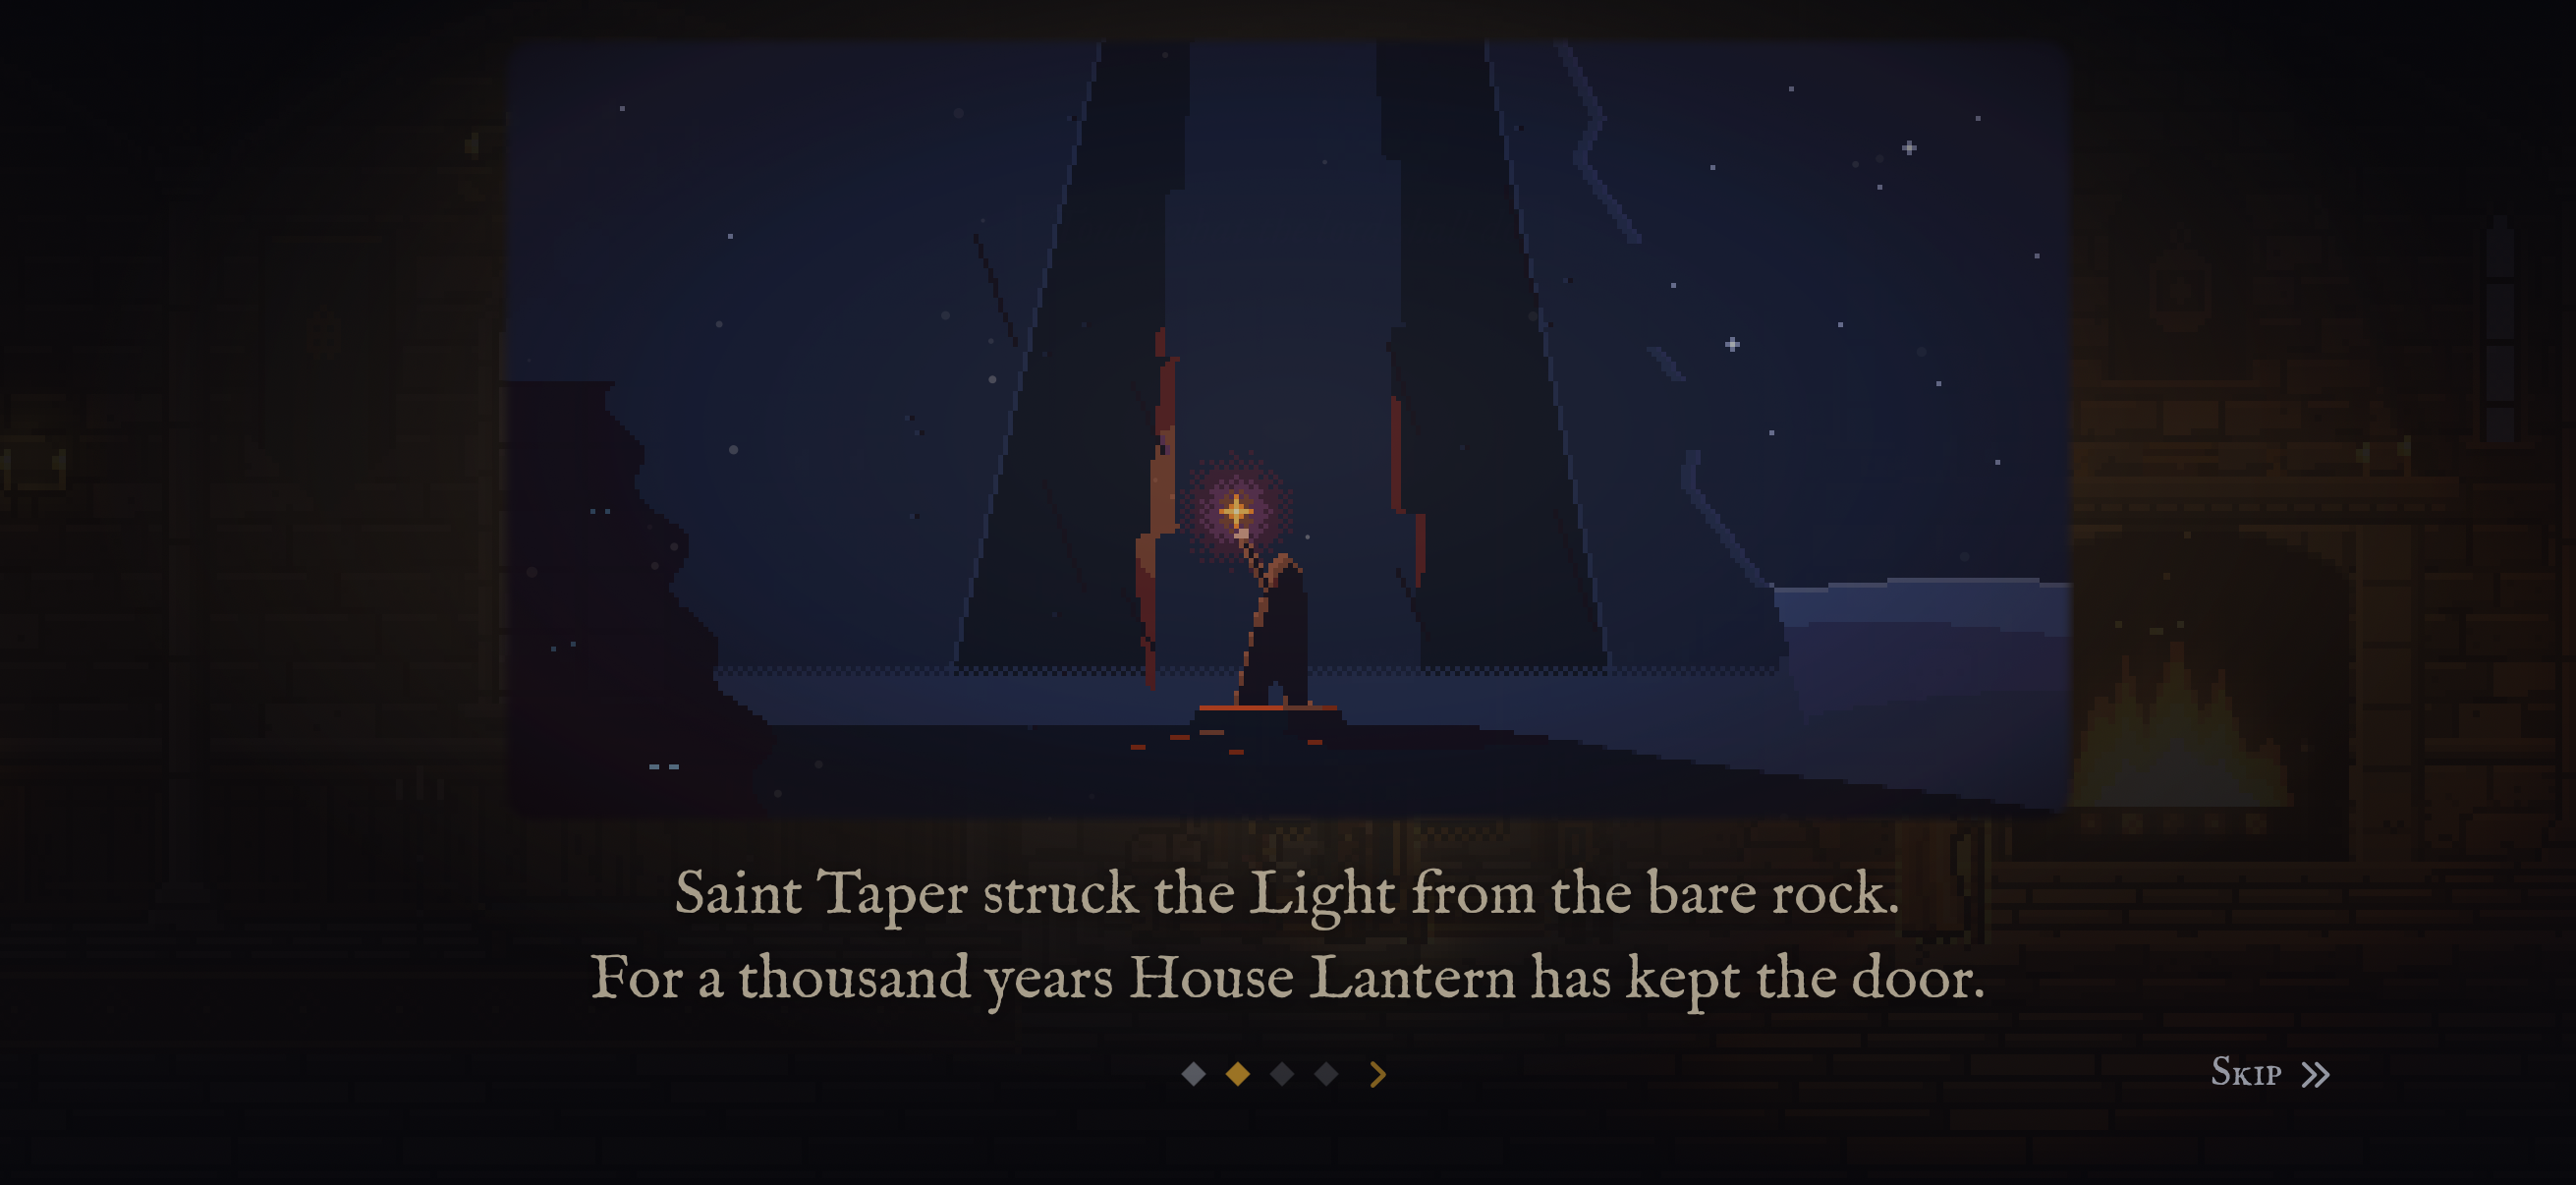 Saint Taper struck the Light from the bare rock.
For a thousand years House Lantern has kept the door.
Skip